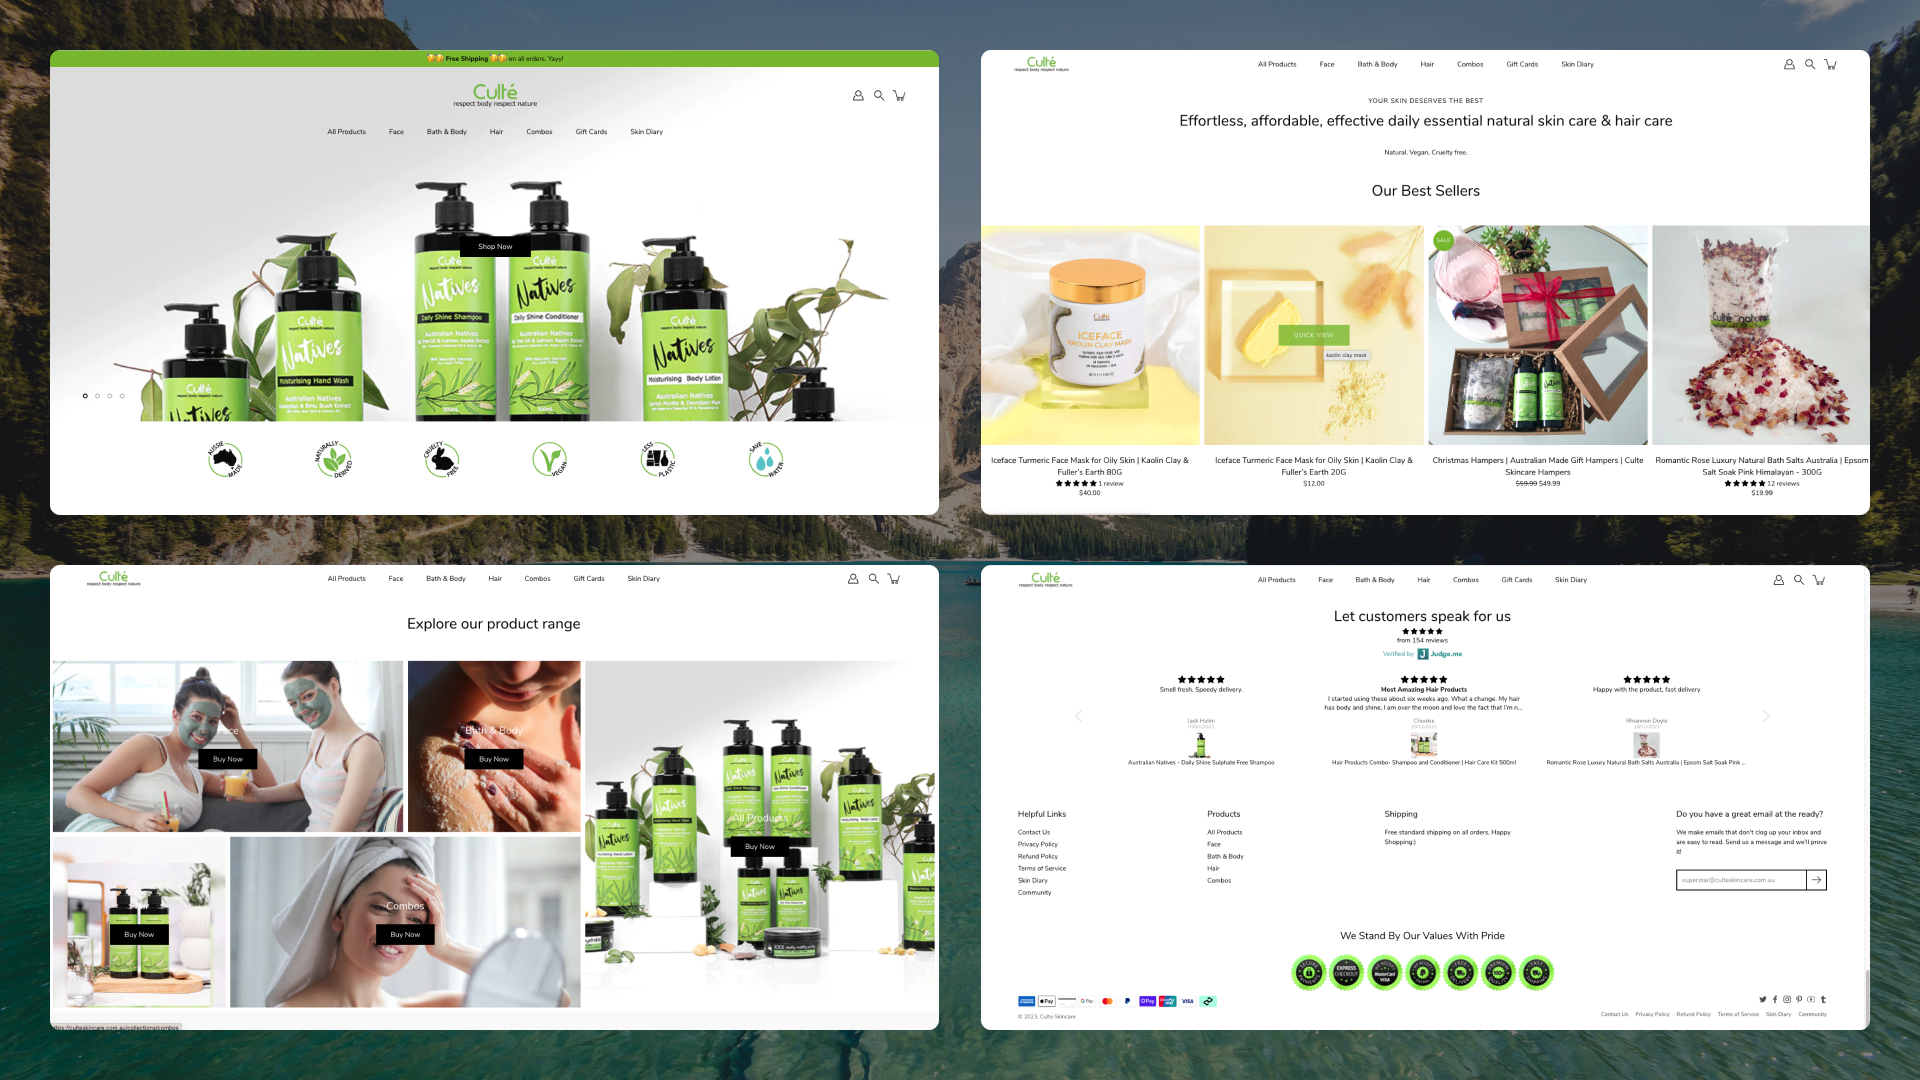 Free Shipping on all orders, Yayy!
Culté
respect body respect nature
All Products Face Bath & Body Hair Combos Gift Cards Skin Diary
Shop Now
Culté
respect body respect nature
Natives
Daily Shine Shampoo
Australian Natives
Culté
respect body respect nature
Natives
Daily Shine Conditioner
Australian Natives
Culté
Natives
Moisturising Hand Wash
Australian Natives
Culté
Natives
Moisturising Body Lotion
Australian Natives
Culté
Natives
AUSSIE MADE
NATURALLY DERIVED
CRUELTY FREE
VEGAN
LESS PLASTIC
SAVE WATER
Culté
respect body respect nature
All Products Face Bath & Body Hair Combos Gift Cards Skin Diary
YOUR SKIN DESERVES THE BEST
Effortless, affordable, effective daily essential natural skin care & hair care
Natural, Vegan, Cruelty free.
Our Best Sellers
Culté
ICEFACE
KAOLIN CLAY MASK
QUICK VIEW
kaolin clay mask
SALE
Iceface Turmeric Face Mask for Oily Skin | Kaolin Clay &
Fuller's Earth 80G
1 review
$40.00
Iceface Turmeric Face Mask for Oily Skin | Kaolin Clay &
Fuller's Earth 20G
$12.00
Christmas Hampers | Australian Made Gift Hampers | Culte
Skincare Hampers
$59.99 $49.99
Romantic Rose Luxury Natural Bath Salts Australia | Epsom
Salt Soak Pink Himalayan - 300G
12 reviews
$19.99
Culté
respect body respect nature
All Products Face Bath & Body Hair Combos Gift Cards Skin Diary
Explore our product range
Face
Buy Now
Bath & Body
Buy Now
All Products
Buy Now
Buy Now
Combos
Buy Now
https://culteskincare.com.au/collections/combos
Culté
respect body respect nature
All Products Face Bath & Body Hair Combos Gift Cards Skin Diary
Let customers speak for us
from 154 reviews
Verified by Judge.me
Smell fresh. Speedy delivery.
Jack Halim
Australian Natives - Daily Shine Sulphate Free Shampoo
Most Amazing Hair Products
I started using these about six weeks ago. What a change. My hair
has body and shine, I am over the moon and love the fact that I'm n...
Chookie
Hair Products Combo- Shampoo and Conditioner | Hair Care Kit 500ml
Happy with the product, fast delivery
Rhiannon Doyle
Romantic Rose Luxury Natural Bath Salts Australia | Epsom Salt Soak Pink ...
Helpful Links
Contact Us
Privacy Policy
Refund Policy
Terms of Service
Skin Diary
Community
Products
All Products
Face
Bath & Body
Hair
Combos
Shipping
Free standard shipping on all orders. Happy
Shopping:)
Do you have a great email at the ready?
We make emails that don't clog up your inbox and
are easy to read. Send us a message and we'll prove
it!
superstar@culteskincare.com.au
We Stand By Our Values With Pride
EXPRESS
CHECKOUT
MasterCard
VISA
© 2023, Culte Skincare
Contact Us Privacy Policy Refund Policy Terms of Service Skin Diary Community